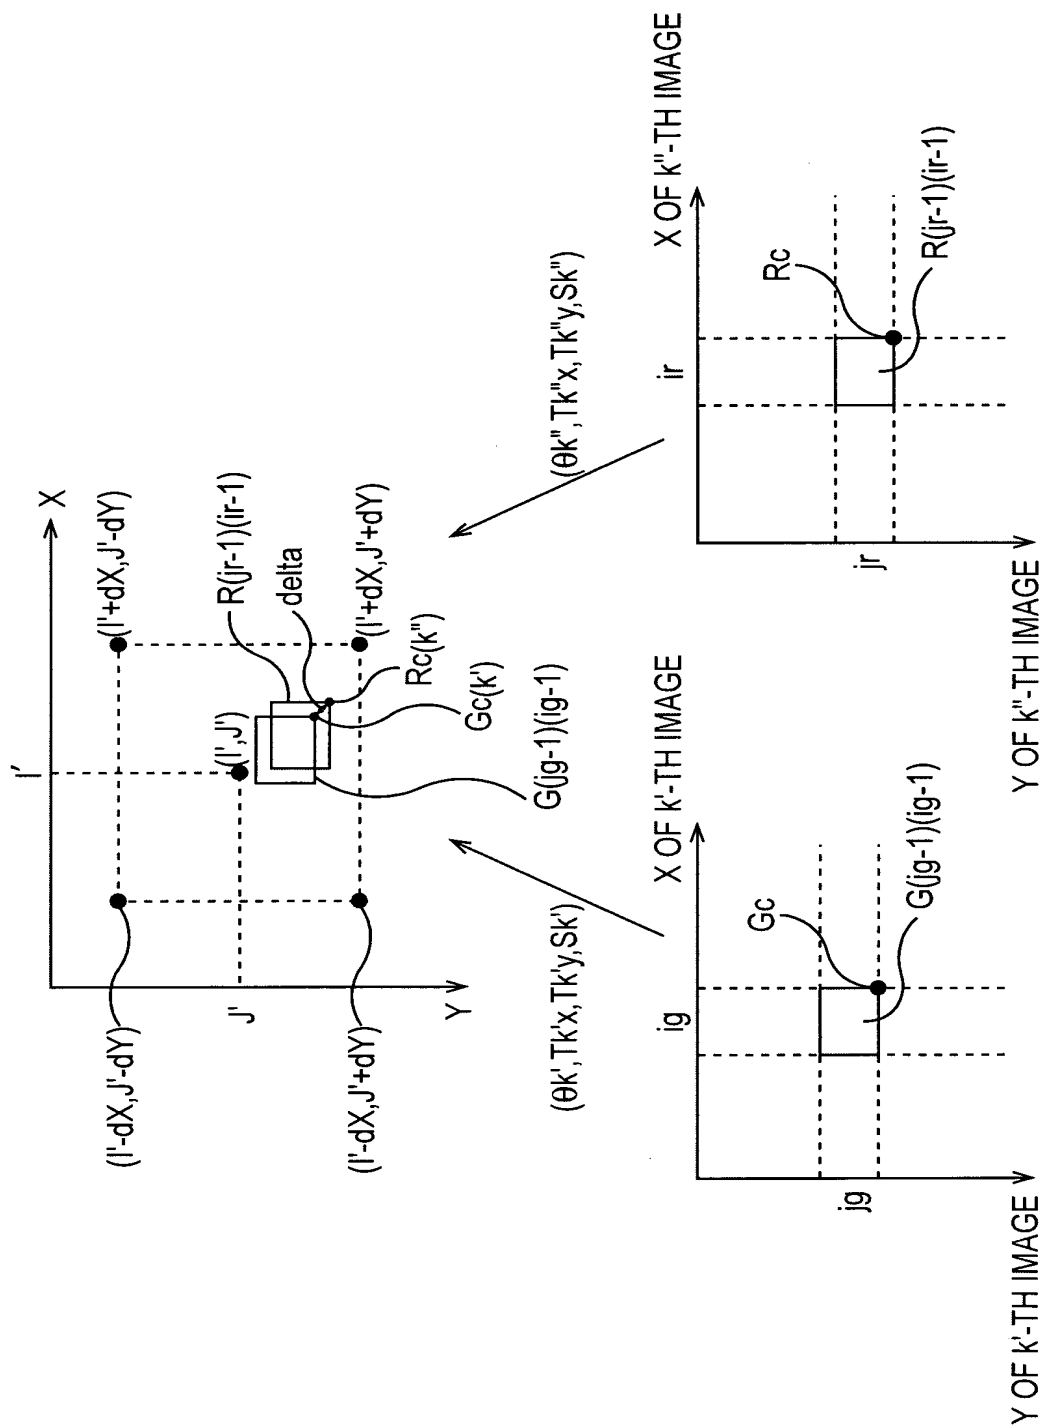 X
I'
(I'-dX,J'-dY)
(I'+dX,J'-dY)
R(jr-1)(ir-1)
J'
(I',J')
delta
(I'-dX,J'+dY)
(I'+dX,J'+dY)
Rc(k'')
Y
Gc(k')
G(jg-1)(ig-1)
(θk',Tk'x,Tk'y,Sk')
(θk'',Tk''x,Tk''y,Sk'')
X OF k'-TH IMAGE
ig
Gc
jg
G(jg-1)(ig-1)
Y OF k'-TH IMAGE
X OF k''-TH IMAGE
ir
Rc
jr
R(jr-1)(ir-1)
Y OF k''-TH IMAGE